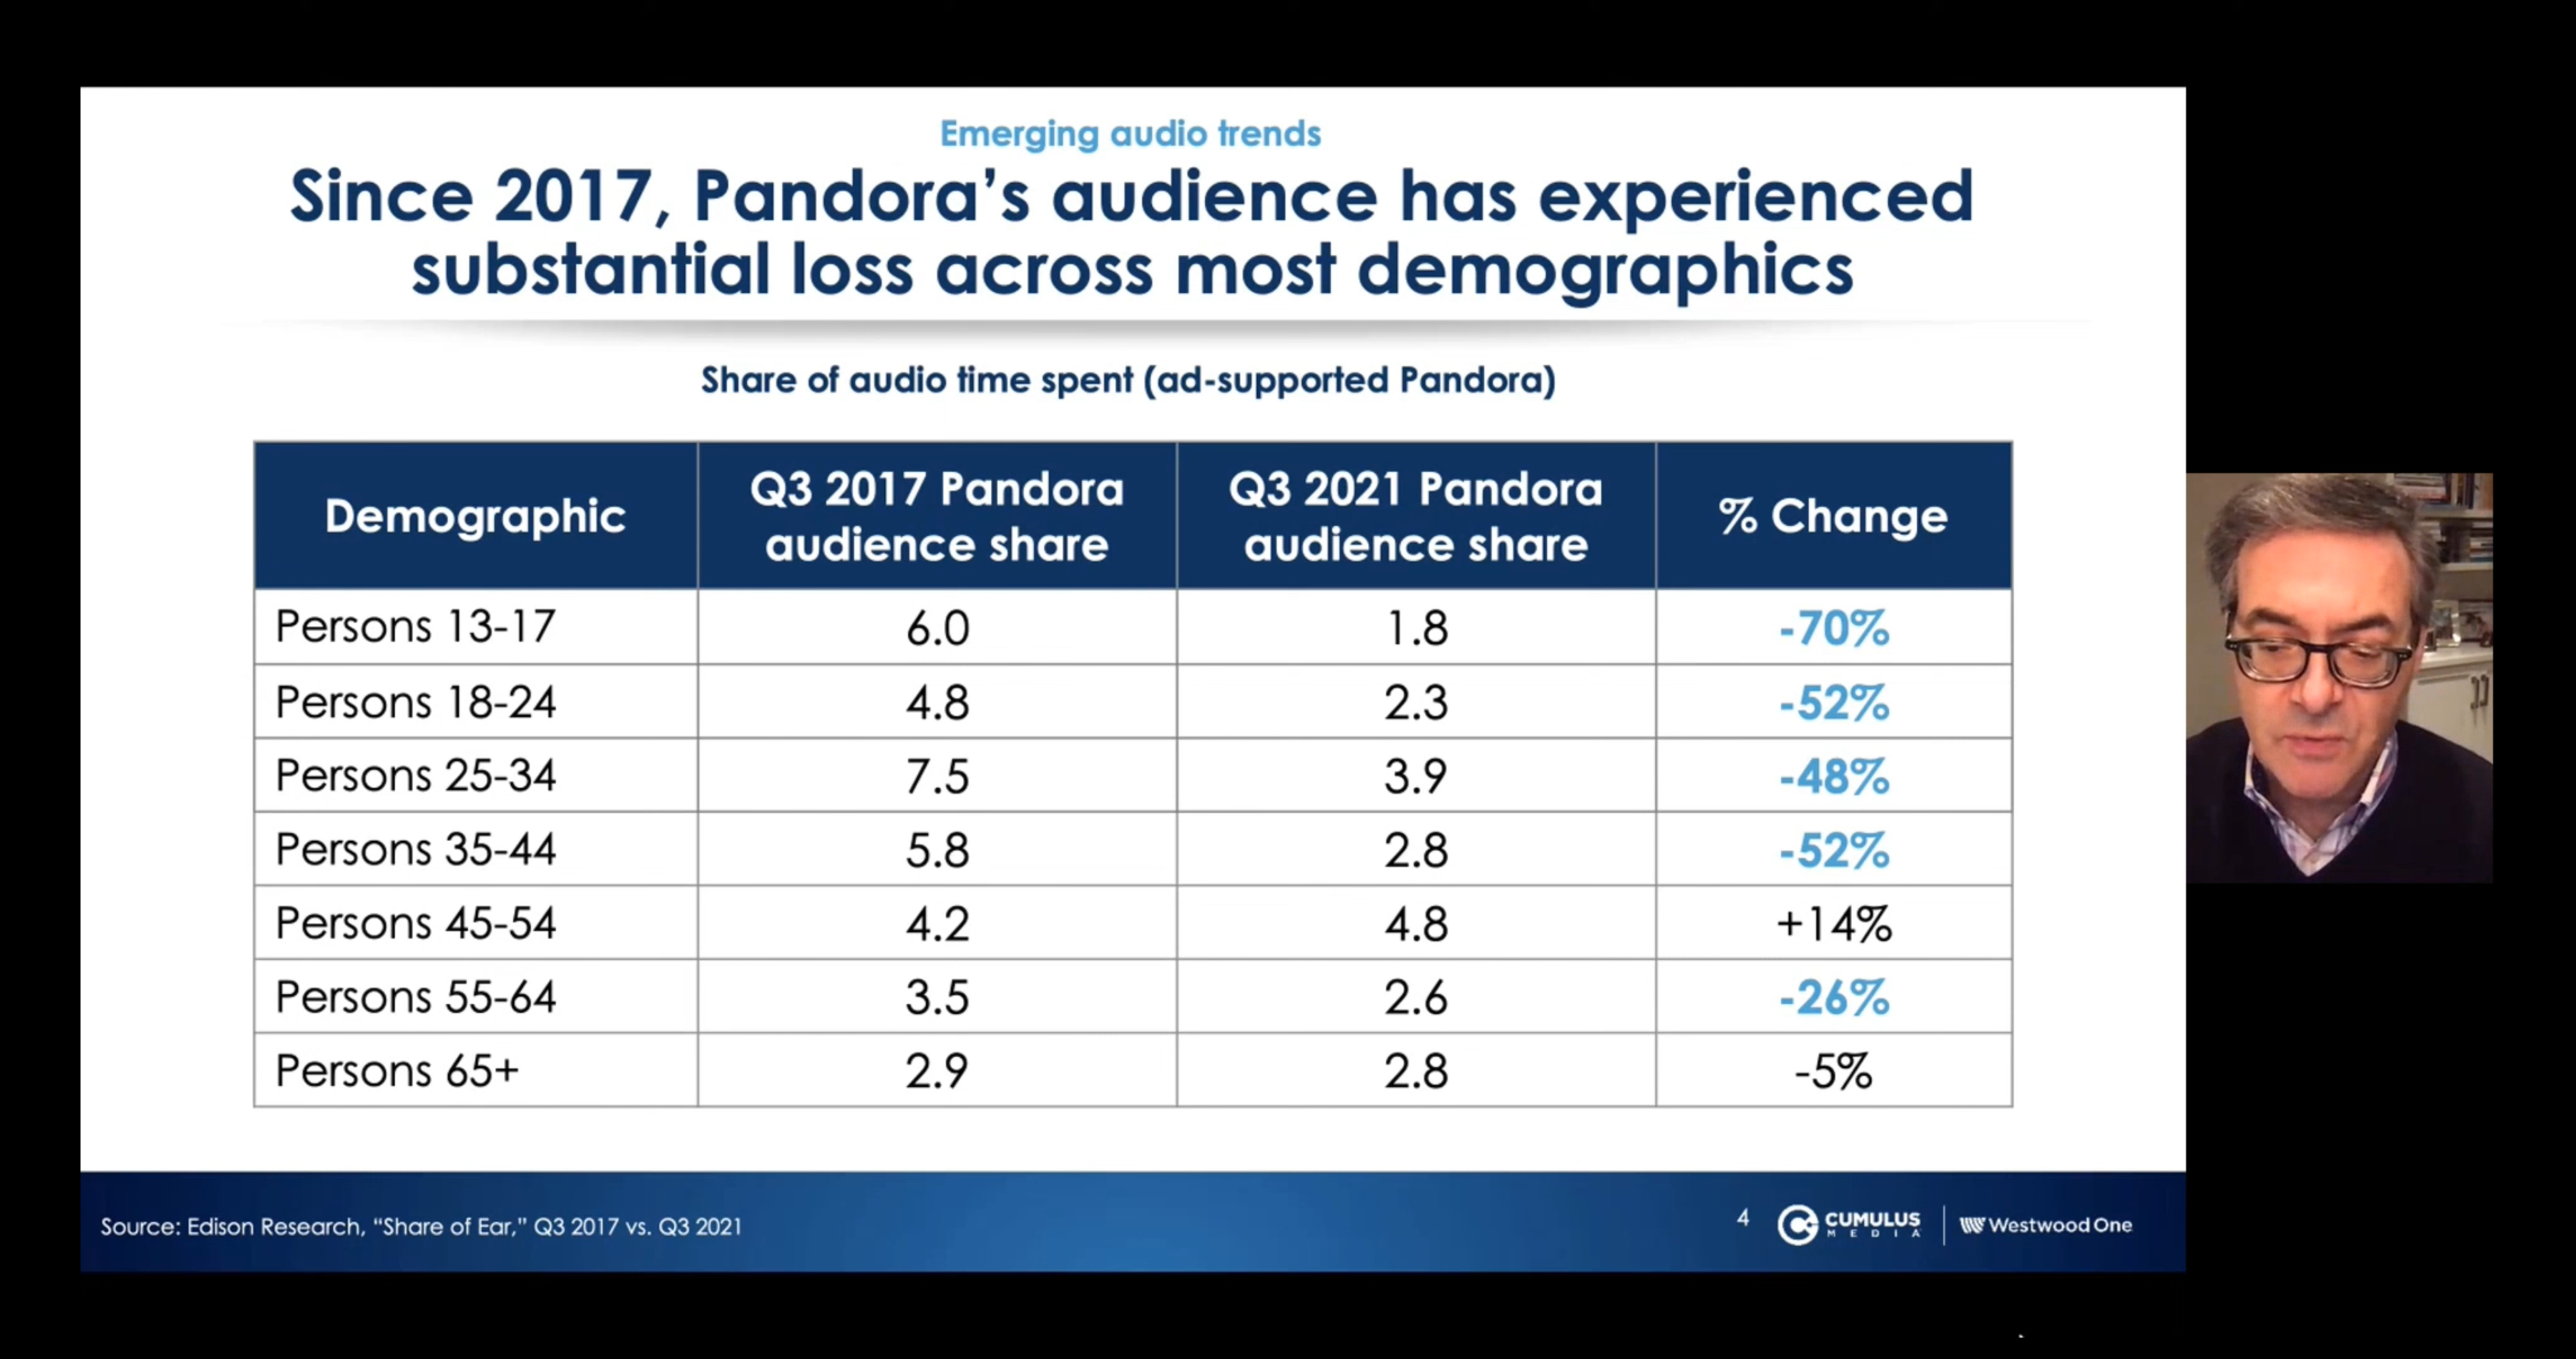 Emerging audio trends
Since 2017, Pandora’s audience has experienced
substantial loss across most demographics
Share of audio time spent (ad-supported Pandora)
Demographic Q3 2017 Pandora audience share Q3 2021 Pandora audience share % Change
Persons 13-17 6.0 1.8 -70%
Persons 18-24 4.8 2.3 -52%
Persons 25-34 7.5 3.9 -48%
Persons 35-44 5.8 2.8 -52%
Persons 45-54 4.2 4.8 +14%
Persons 55-64 3.5 2.6 -26%
Persons 65+ 2.9 2.8 -5%
Source: Edison Research, “Share of Ear,” Q3 2017 vs. Q3 2021
4
CUMULUS
MEDIA
Westwood One